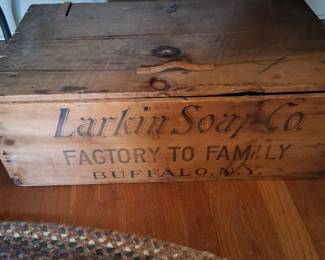 Larkin Soap Co.
FACTORY TO FAMILY
BUFFALO, N.Y.